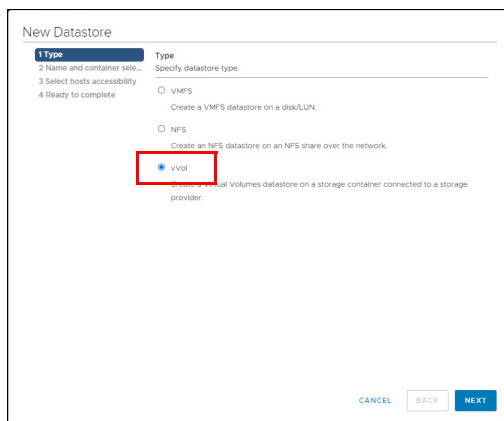 New Datastore
1 Type
2 Name and container sele...
3 Select hosts accessibility
4 Ready to complete
Type
Specify datastore type.
VMFS
Create a VMFS datastore on a disk/LUN.
NFS
Create an NFS datastore on an NFS share over the network.
vVol
Create a Virtual Volumes datastore on a storage container connected to a storage
provider.
CANCEL
BACK
NEXT